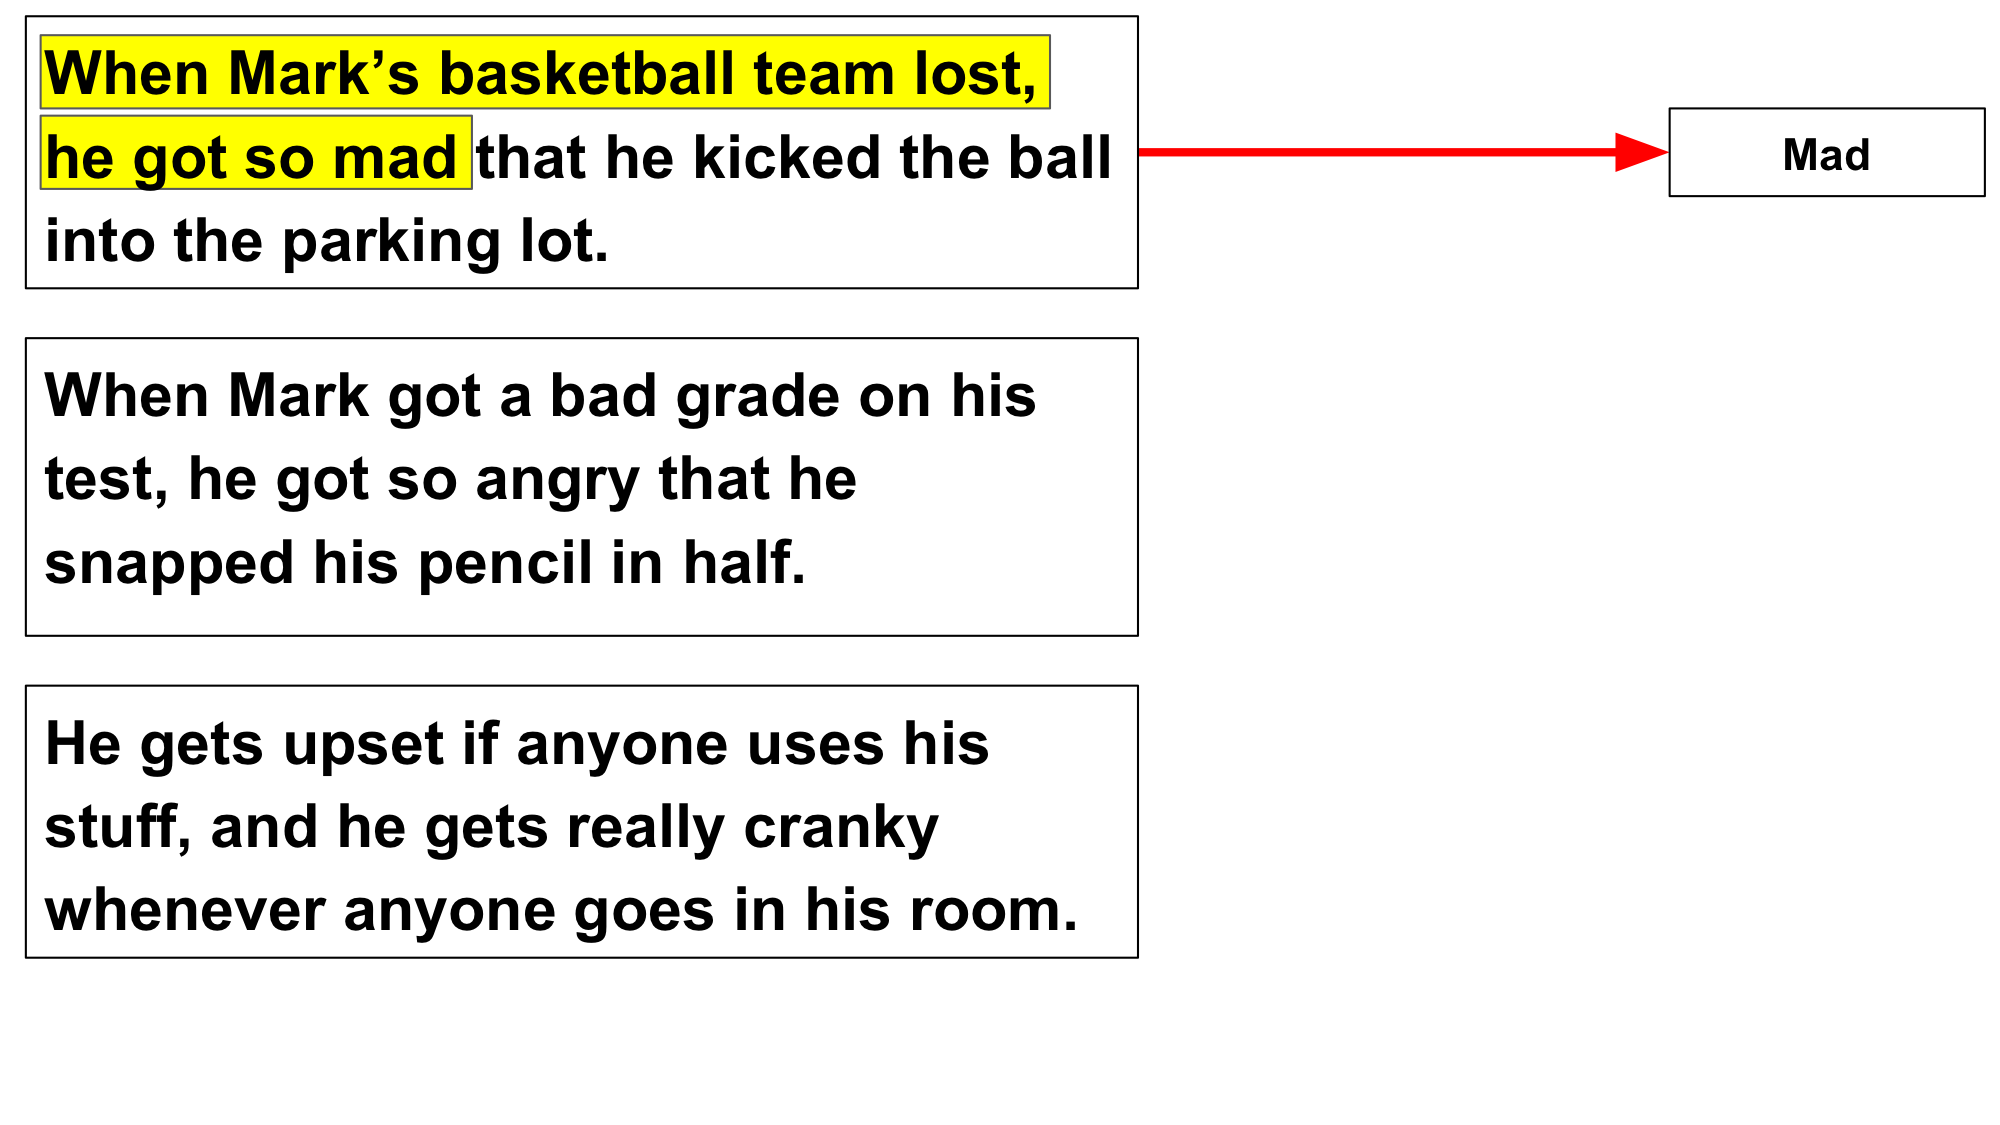 When Mark’s basketball team lost,
he got so mad that he kicked the ball
into the parking lot.
Mad
When Mark got a bad grade on his
test, he got so angry that he
snapped his pencil in half.
He gets upset if anyone uses his
stuff, and he gets really cranky
whenever anyone goes in his room.